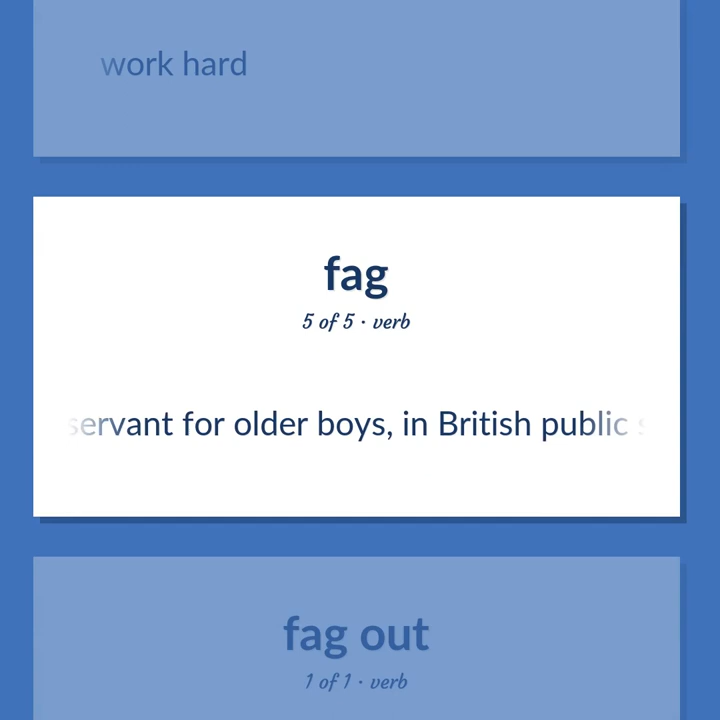 work hard
fag
5 of 5 · verb
servant for older boys, in British public
fag out
1 of 1 · verb